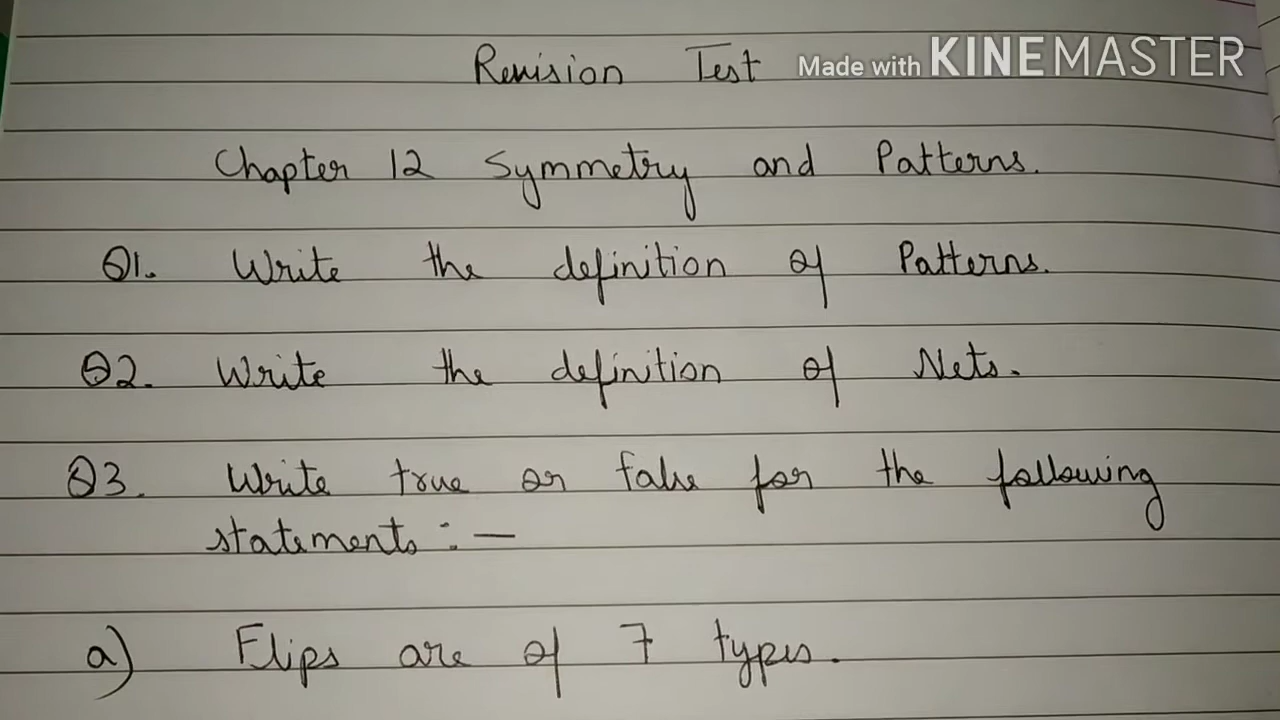 Revision Test
Made with KINEMASTER
Chapter 12 Symmetry and Patterns.
Q1. Write the definition of Patterns.
Q2. Write the definition of Nets.
Q3. Write true or false for the following
statements :—
a) Flips are of 7 types.